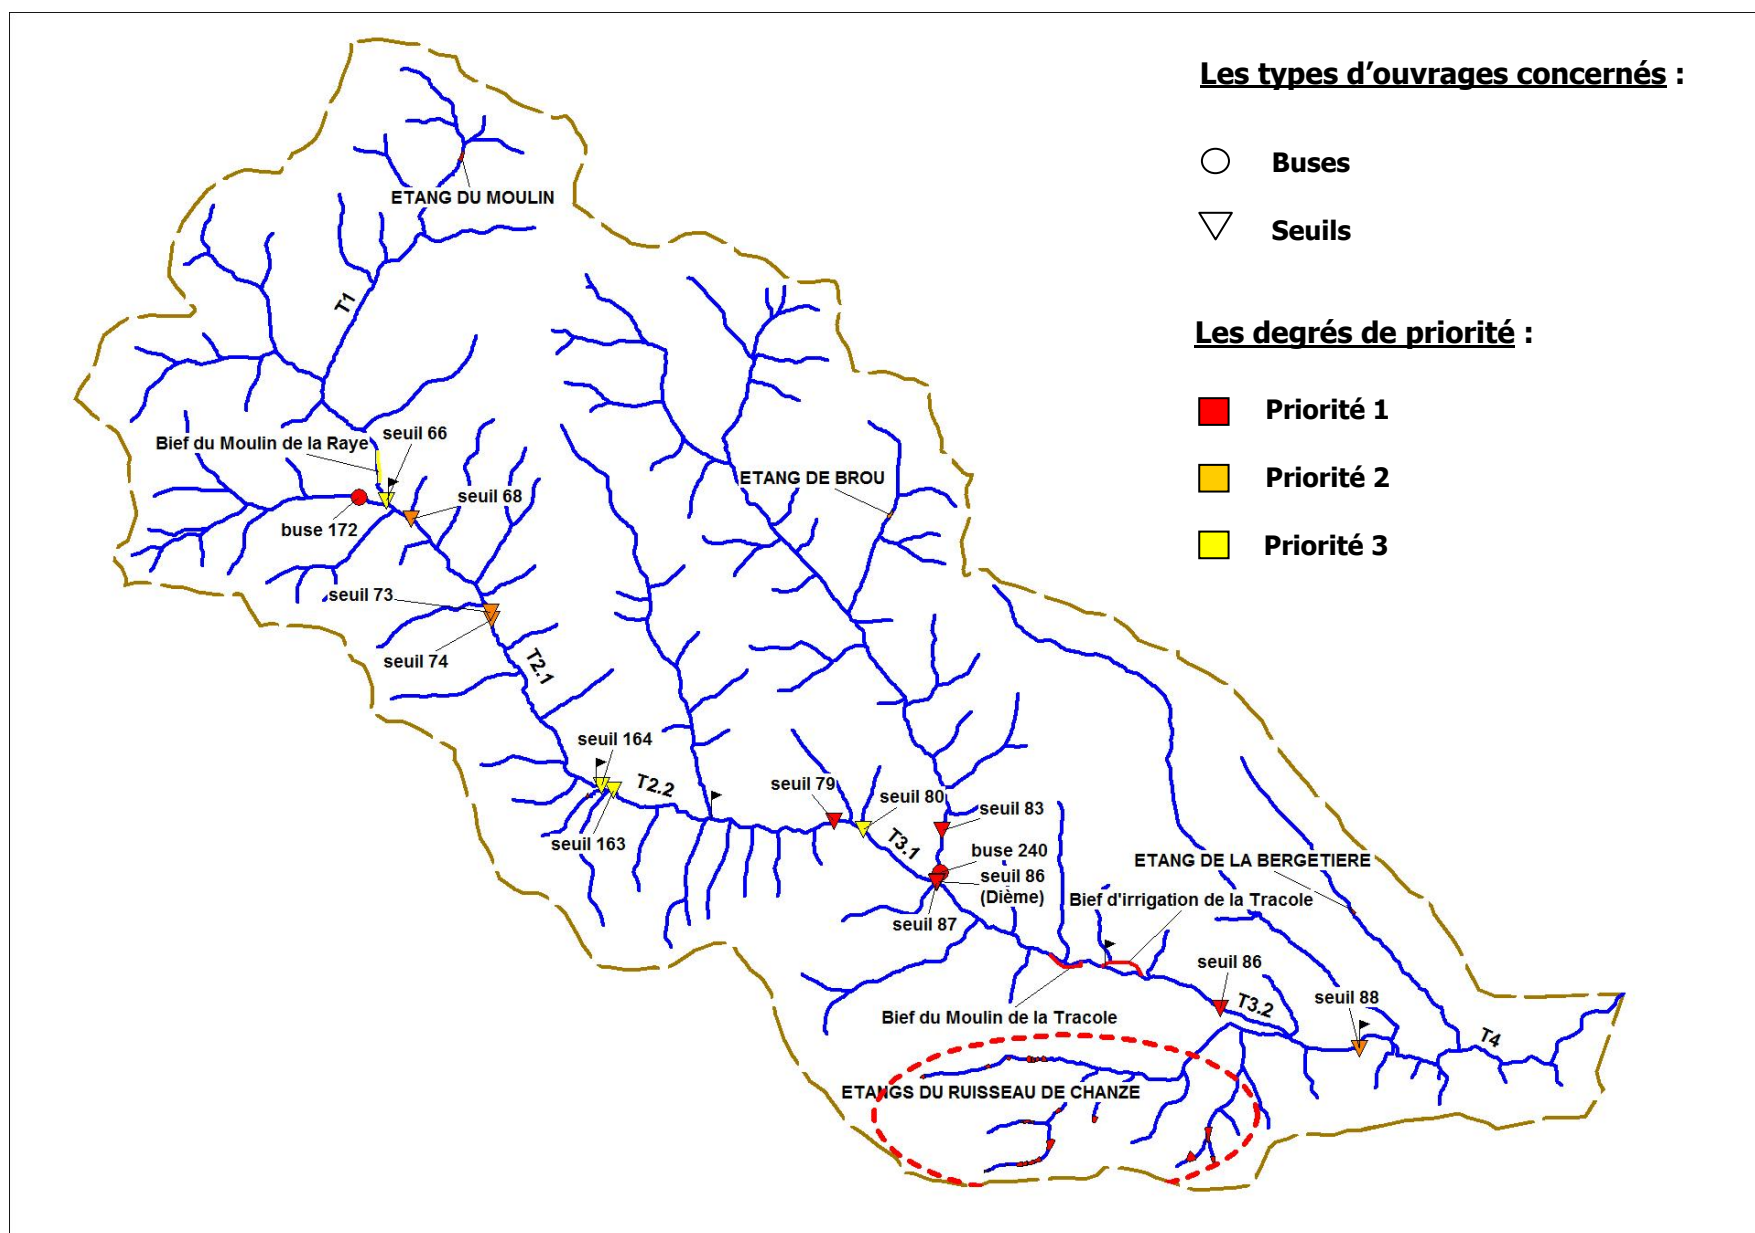 Les types d'ouvrages concernés :
Buses
Seuils
Les degrés de priorité :
Priorité 1
Priorité 2
Priorité 3
ETANG DU MOULIN
T1
Bief du Moulin de la Raye
seuil 66
seuil 68
buse 172
ETANG DE BROU
seuil 73
seuil 74
T2.1
seuil 164
T2.2
seuil 163
seuil 79
seuil 80
seuil 83
T3.1
buse 240
seuil 86
(Dième)
seuil 87
ETANG DE LA BERGETIERE
Bief d'irrigation de la Tracole
seuil 86
T3.2
seuil 88
Bief du Moulin de la Tracole
T4
ETANGS DU RUISSEAU DE CHANZE